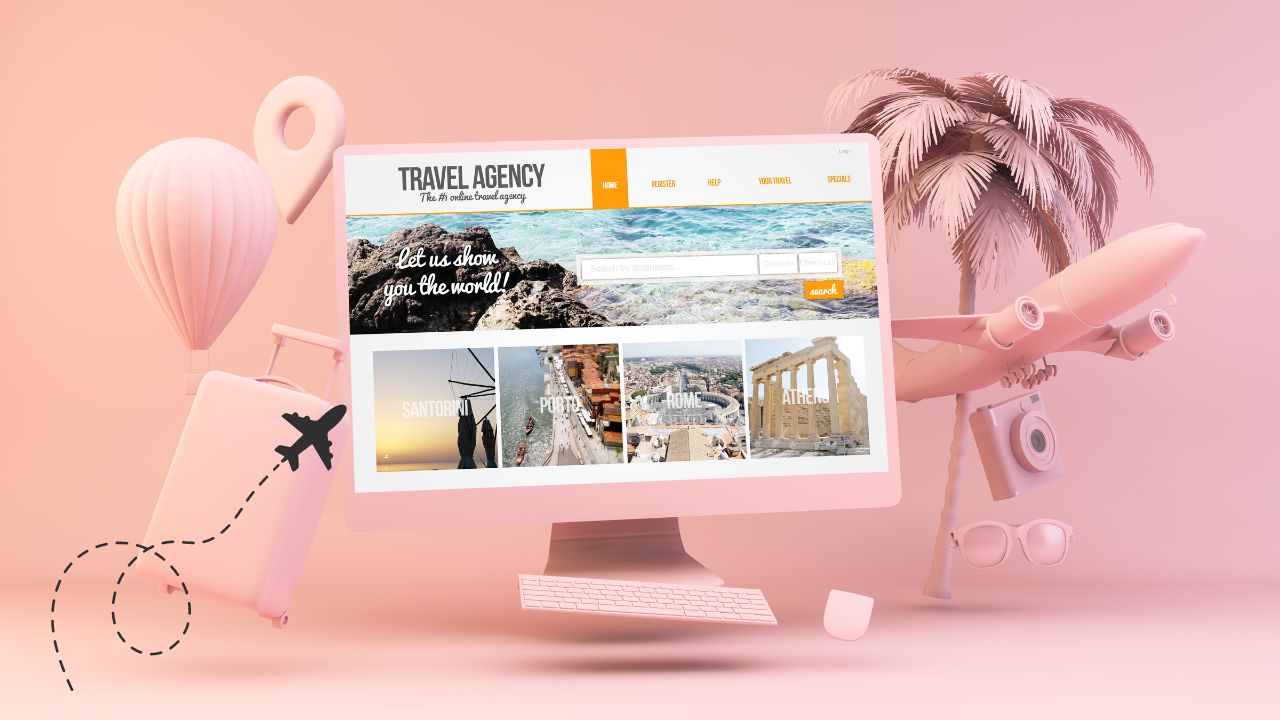 Login
TRAVEL AGENCY
The #1 online travel agency
HOME
REGISTER
HELP
YOUR TRAVEL
SPECIALS
let us show
you the world!
Search by destination...
Check-in
Check-out
search
SANTORINI
PORTO
ROME
ATHENS